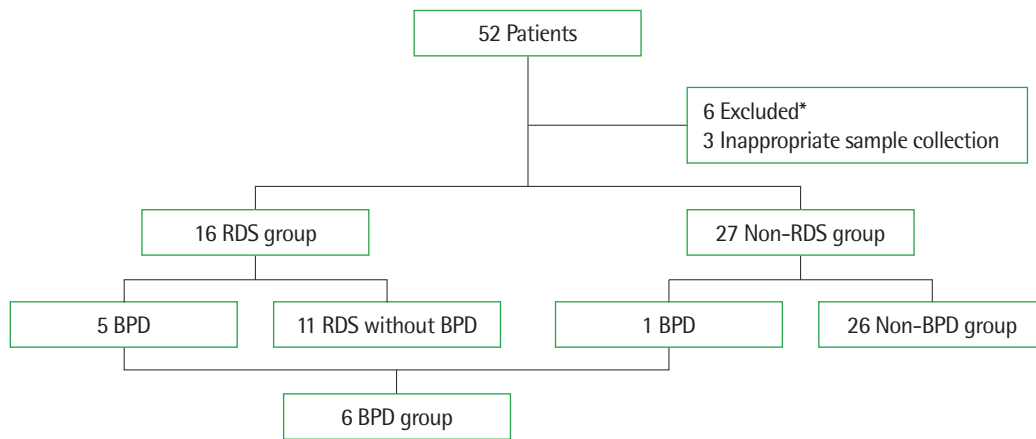 52 Patients
6 Excluded*
3 Inappropriate sample collection
16 RDS group
27 Non-RDS group
5 BPD
11 RDS without BPD
1 BPD
26 Non-BPD group
6 BPD group